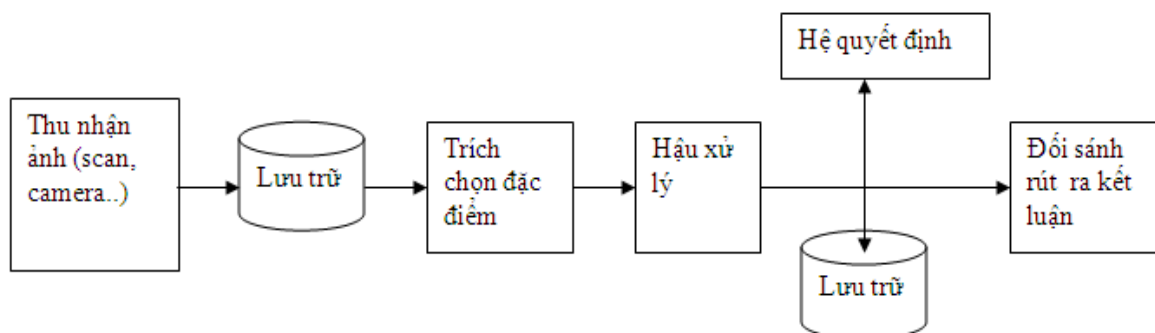 Thu nhận
ảnh (scan,
camera..)
Lưu trữ
Trích
chọn đặc
điểm
Hậu xử
lý
Hệ quyết định
Lưu trữ
Đối sánh
rút ra kết
luận